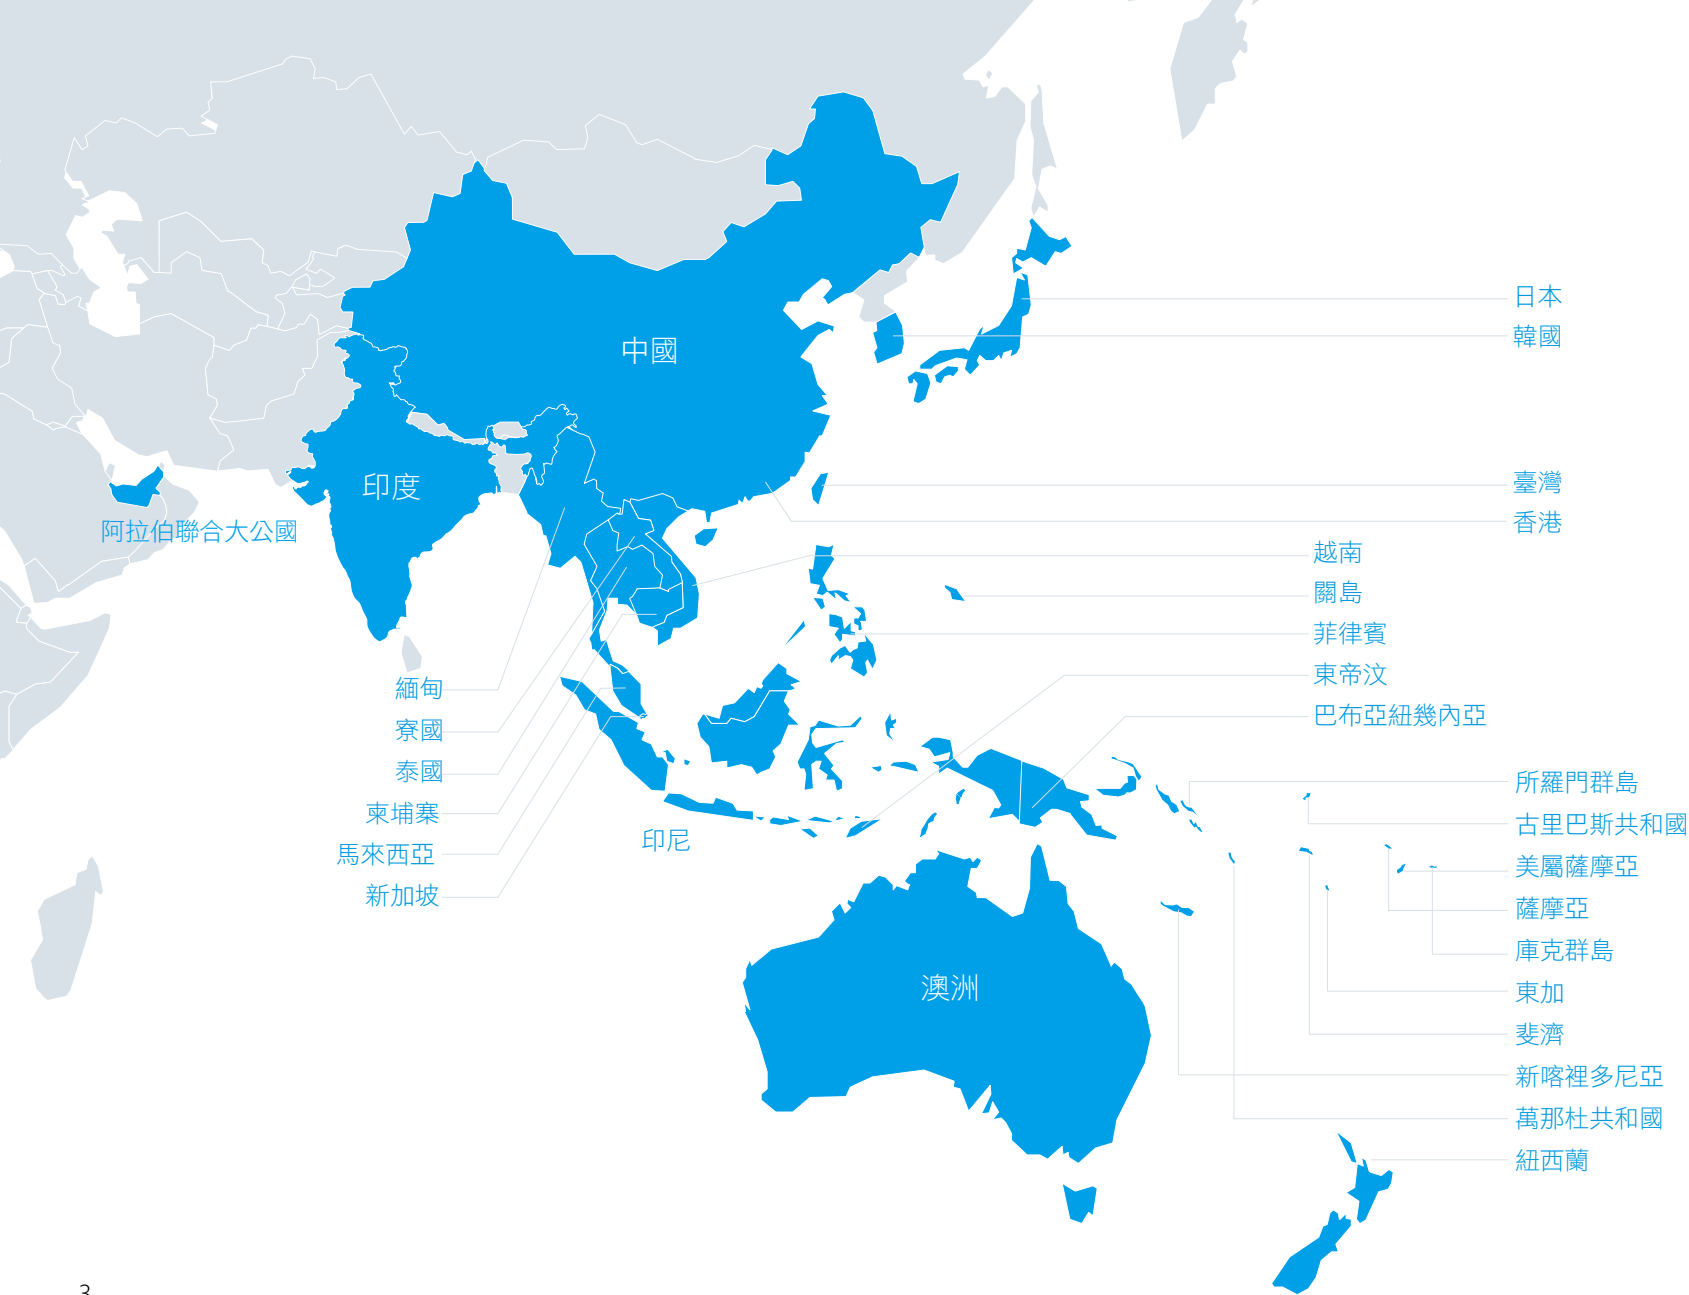 日本
韓國
中國
印度
臺灣
香港
阿拉伯聯合大公國
越南
關島
菲律賓
東帝汶
巴布亞紐幾內亞
緬甸
寮國
泰國
柬埔寨
馬來西亞
新加坡
印尼
所羅門群島
古里巴斯共和國
美屬薩摩亞
薩摩亞
庫克群島
東加
澳洲
斐濟
新喀裡多尼亞
萬那杜共和國
紐西蘭
3